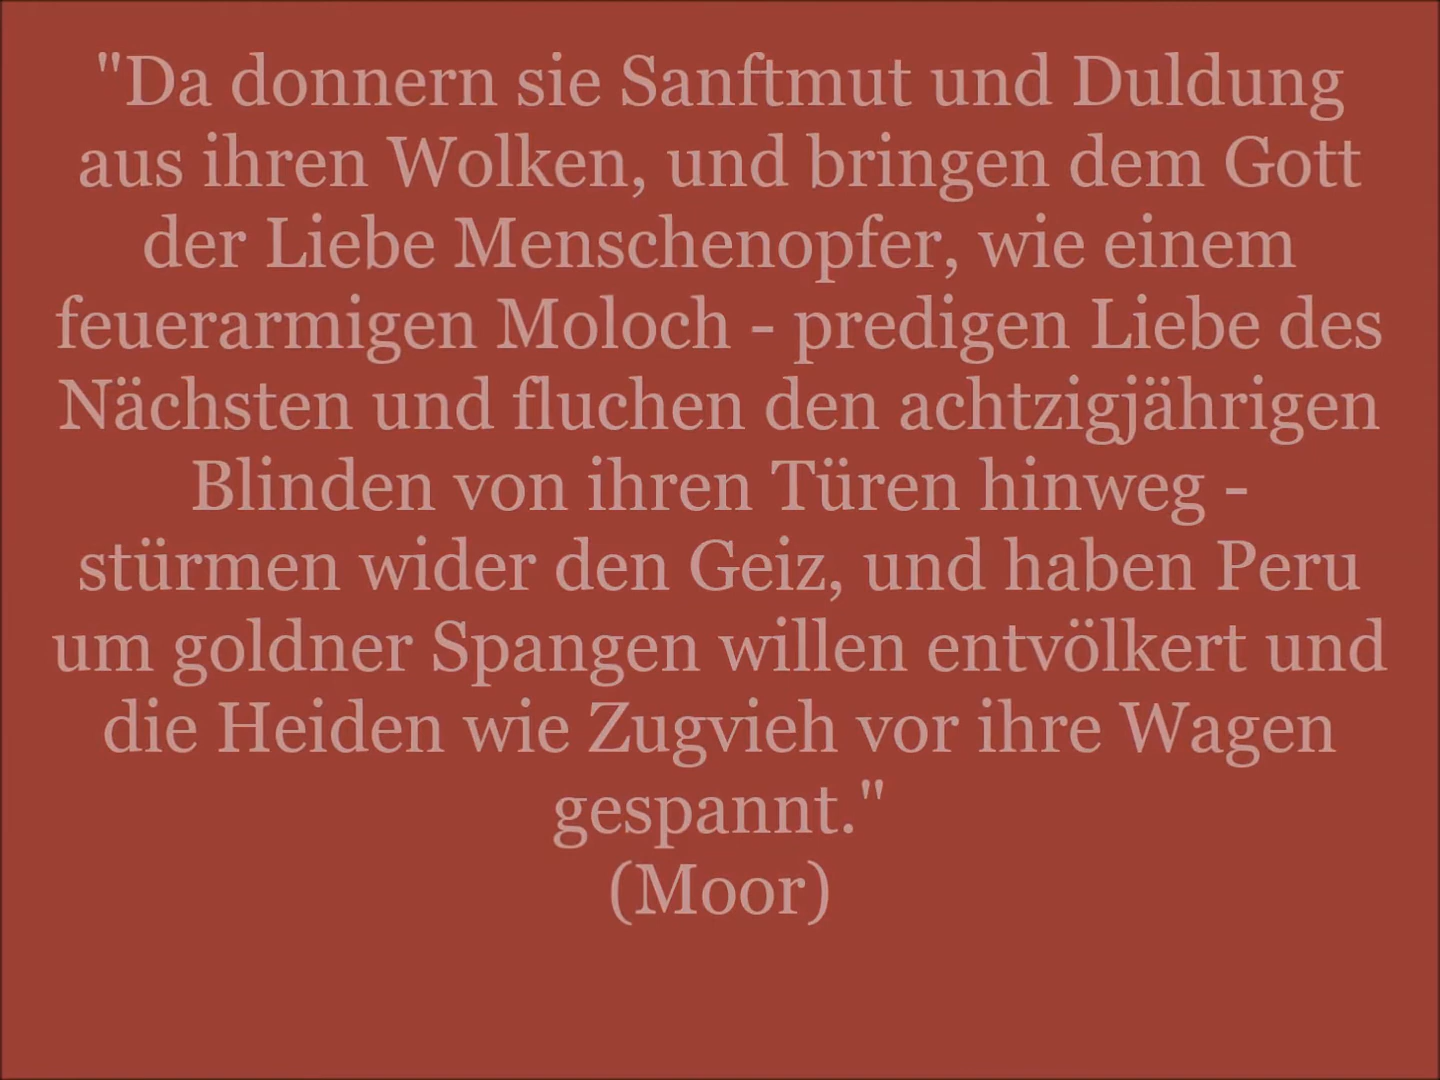 "Da donnern sie Sanftmut und Duldung
aus ihren Wolken, und bringen dem Gott
der Liebe Menschenopfer, wie einem
feuerarmigen Moloch - predigen Liebe des
Nächsten und fluchen den achtzigjährigen
Blinden von ihren Türen hinweg -
stürmen wider den Geiz, und haben Peru
um goldner Spangen willen entvölkert und
die Heiden wie Zugvieh vor ihre Wagen
gespannt."
(Moor)